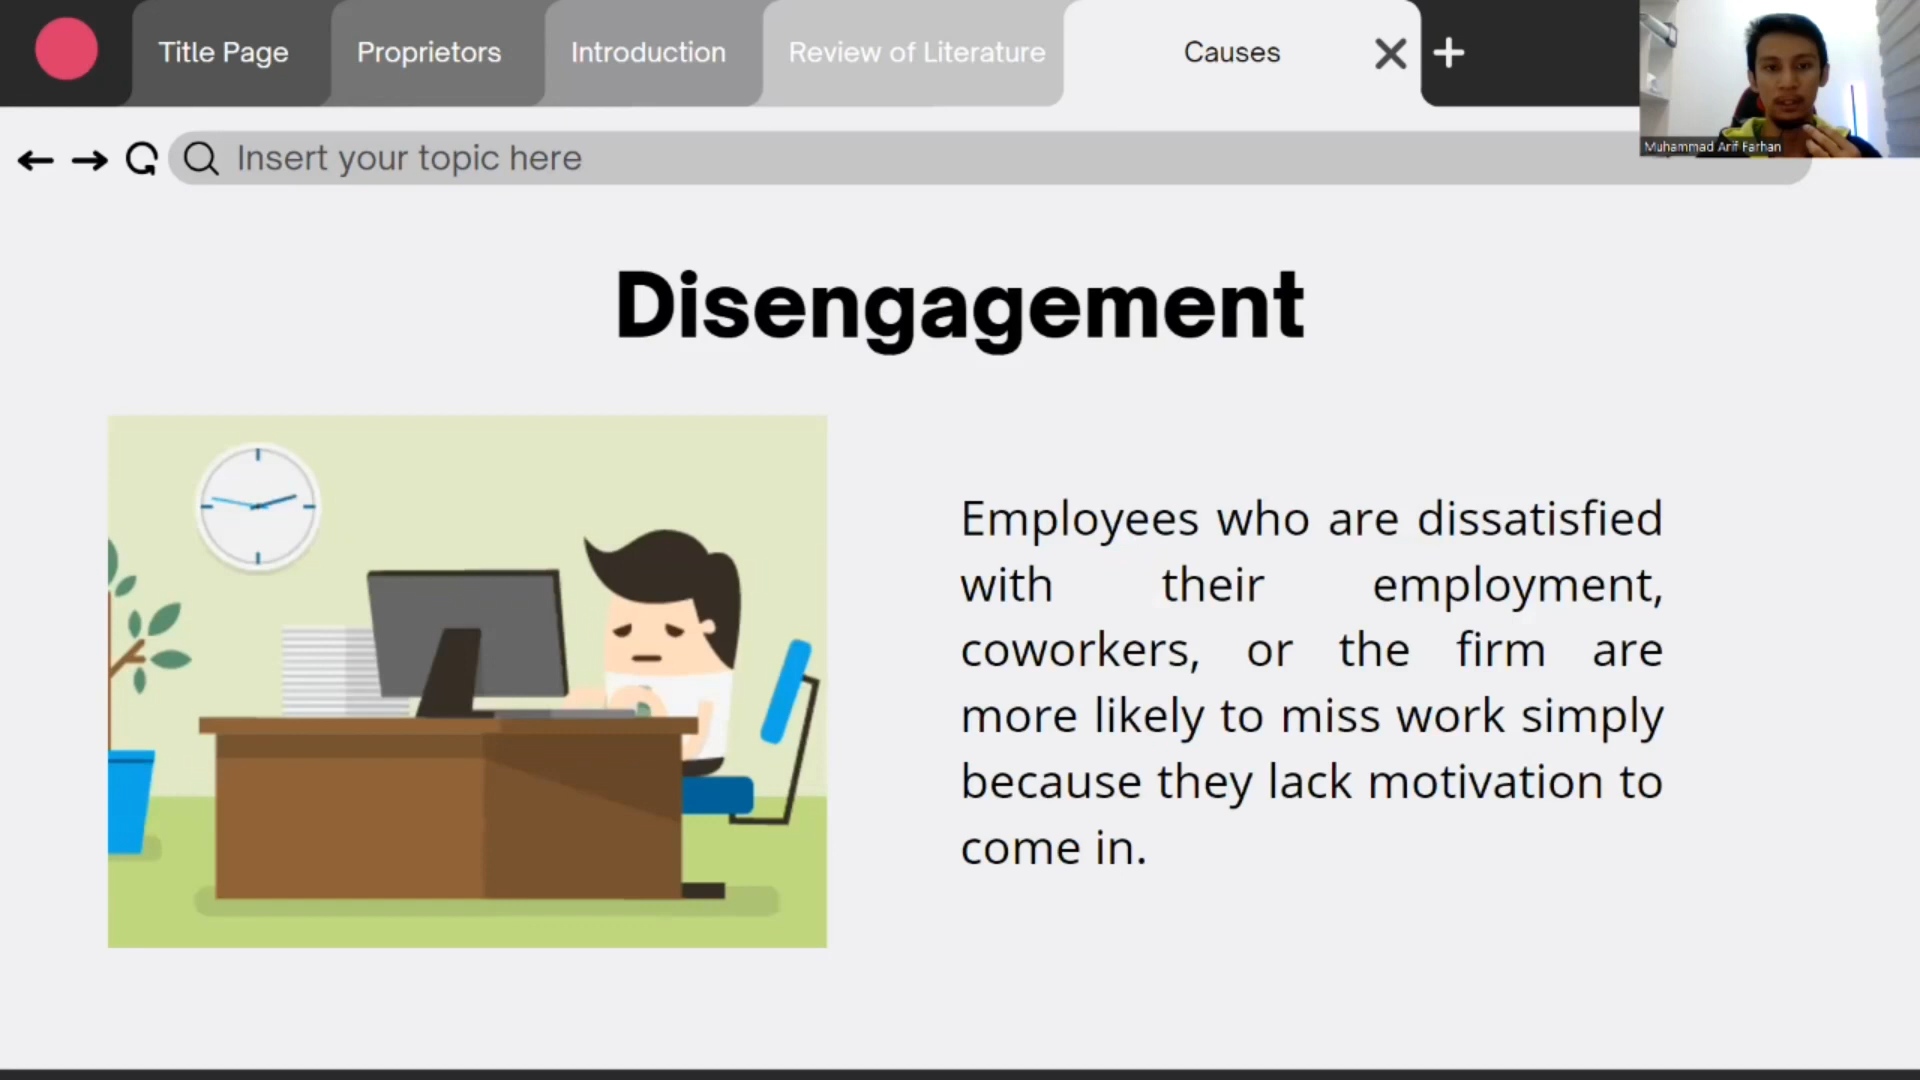 Title Page
Proprietors
Introduction
Review of Literature
Causes
Insert your topic here
Muhammad Arif Farhan
Disengagement
Employees who are dissatisfied
with their employment,
coworkers, or the firm are
more likely to miss work simply
because they lack motivation to
come in.